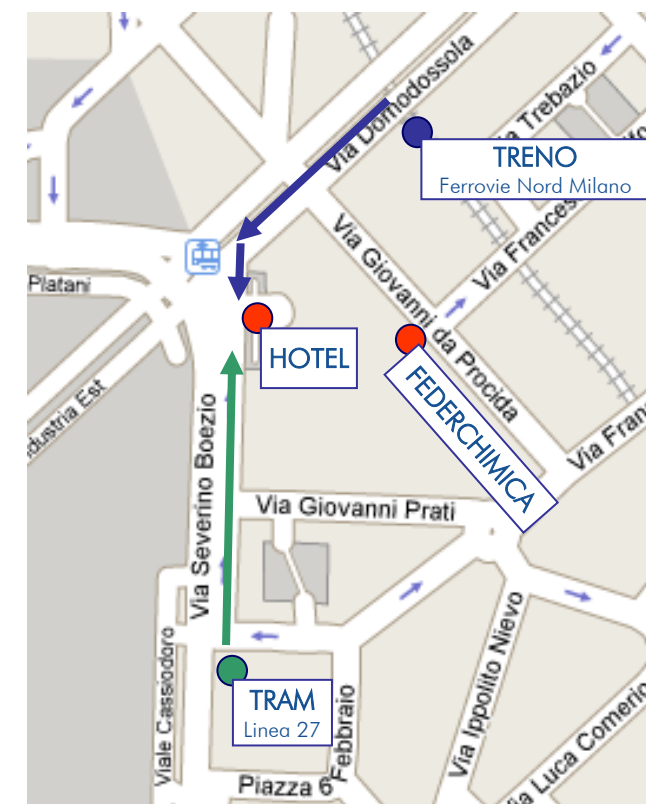 Via Domodossola
Via Trebazio
TRENO
Ferrovie Nord Milano
Via Frances
Via Giovanni da Procida
Platani
HOTEL
FEDERCHIMICA
dustria Est
Via Severino Boezio
Via Fran
Via Giovanni Prati
Viale Cassiodoro
TRAM
Linea 27
Febbraio
Piazza 6
Via Ippolito Nievo
Via Luca Comerio